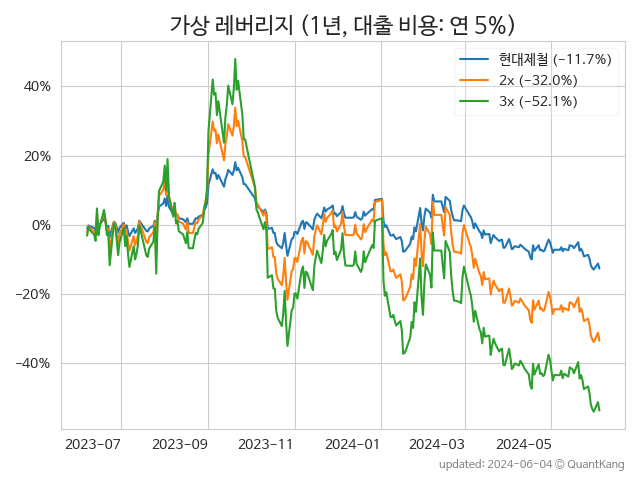 가상 레버리지 (1년, 대출 비용: 연 5%)
현대제철 (−11.7%)
2x (−32.0%)
3x (−52.1%)
40%
20%
0%
−20%
−40%
2023−07 2023−09 2023−11 2024−01 2024−03 2024−05
updated: 2024-06-04 © QuantKang